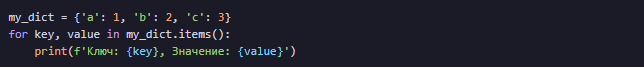 my_dict = {'a': 1, 'b': 2, 'c': 3}
for key, value in my_dict.items():
    print(f'Ключ: {key}, Значение: {value}')